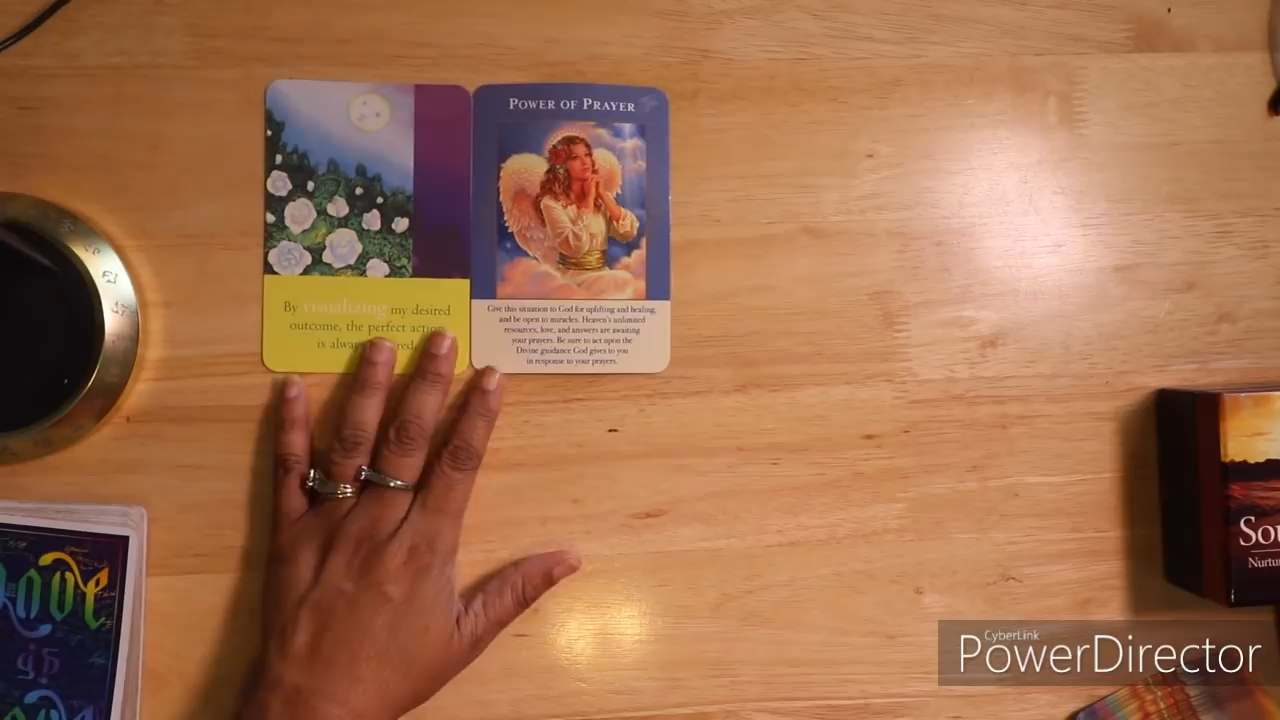 By visualizing my desired
outcome, the perfect action
is
POWER OF PRAYER
Give this situation to God for uplifting and healing,
and be open to miracles. Heaven's unlimited
resources, love, and answers are awaiting
your prayers. Be sure to act upon the
Divine guidance God gives to you
in response to your prayers.
Love
CyberLink
PowerDirector